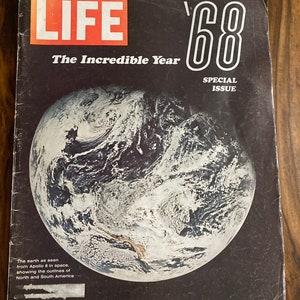 LIFE
'68
The Incredible Year
SPECIAL
ISSUE
The earth as seen
from Apollo 8 in space,
showing the outlines of
North and South America